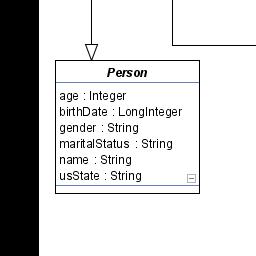 Person
age : Integer
birthDate : LongInteger
gender : String
maritalStatus : String
name : String
usState : String